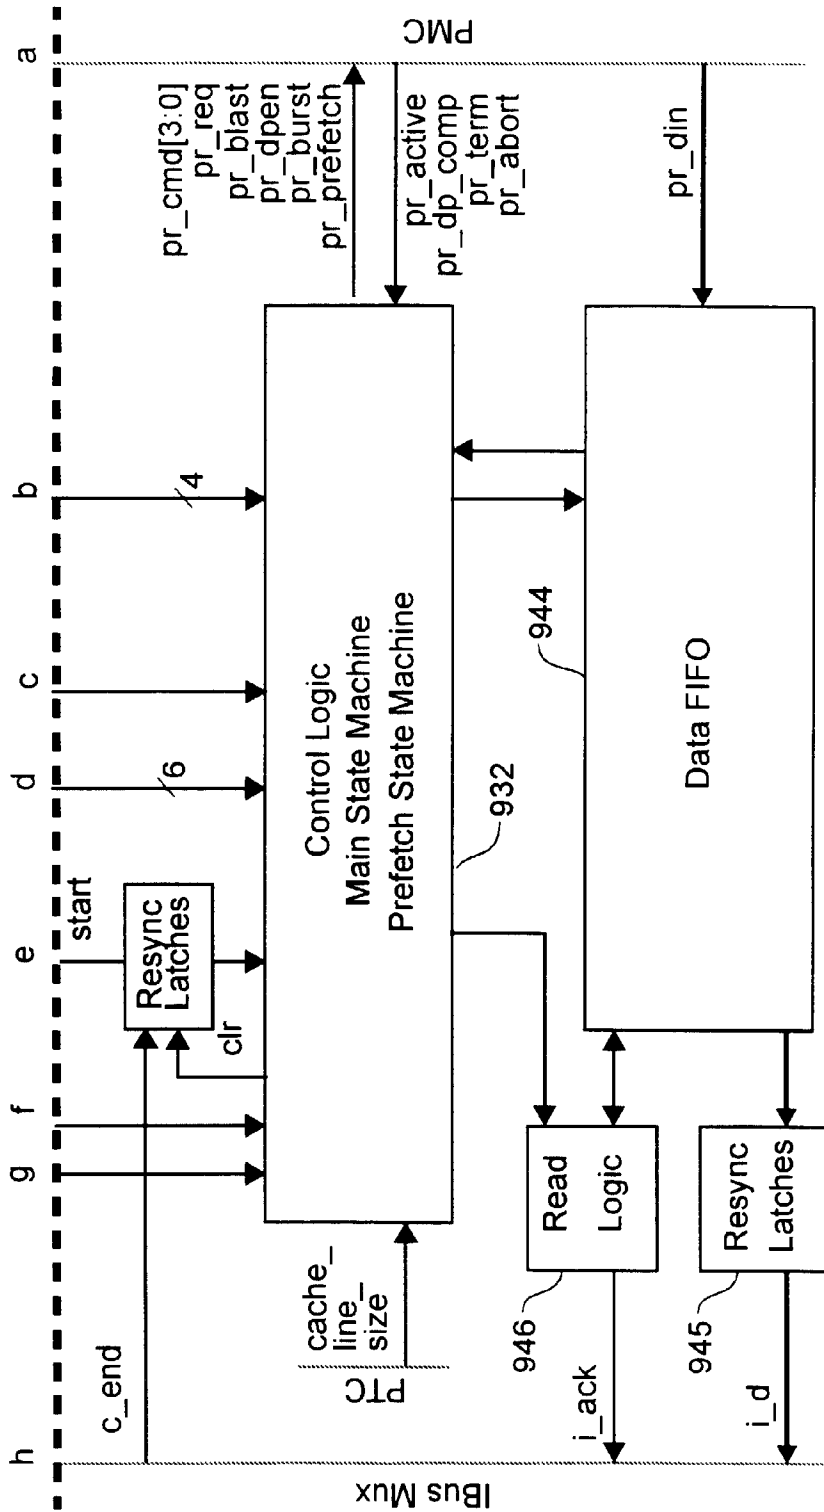 h
g
f
e
d
c
b
a
start
4
6
c_end
clr
Resync
Latches
pr_cmd[3:0]
pr_req
pr_blast
pr_dpen
pr_burst
pr_prefetch
PMC
pr_active
pr_dp_comp
pr_term
pr_abort
Control Logic
Main State Machine
Prefetch State Machine
932
cache_
line_
size
PTC
IBus Mux
944
pr_din
Data FIFO
Read
Logic
946
i_ack
Resync
Latches
945
i_d